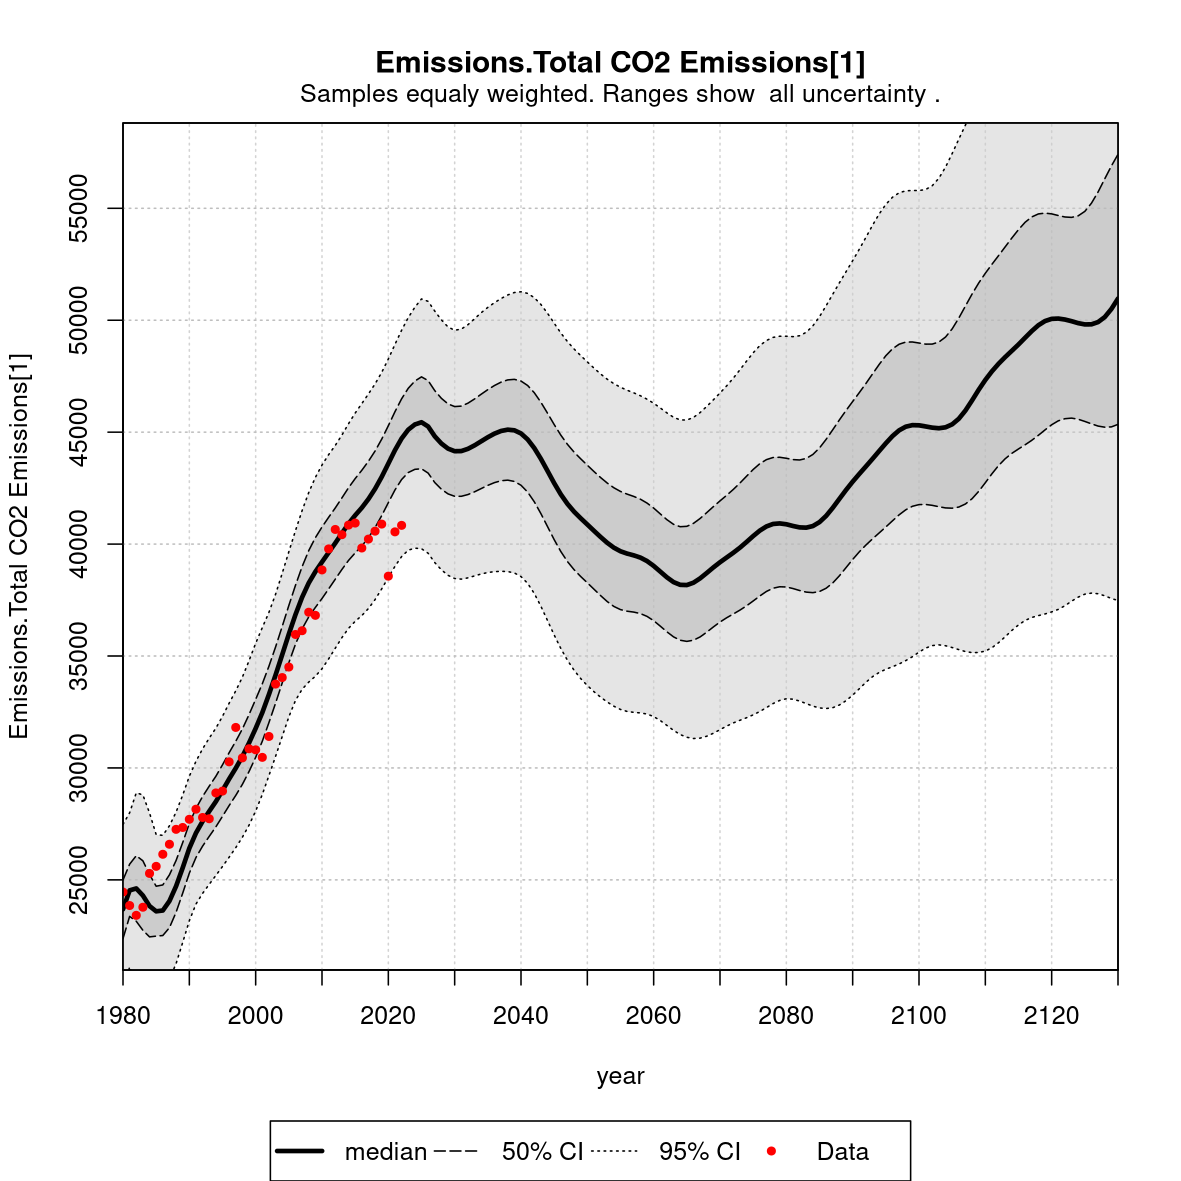 Emissions.Total CO2 Emissions[1]
Samples equaly weighted. Ranges show  all uncertainty .
Emissions.Total CO2 Emissions[1]
55000
50000
45000
40000
35000
30000
25000
1980 2000 2020 2040 2060 2080 2100 2120
year
median 50% CI 95% CI Data